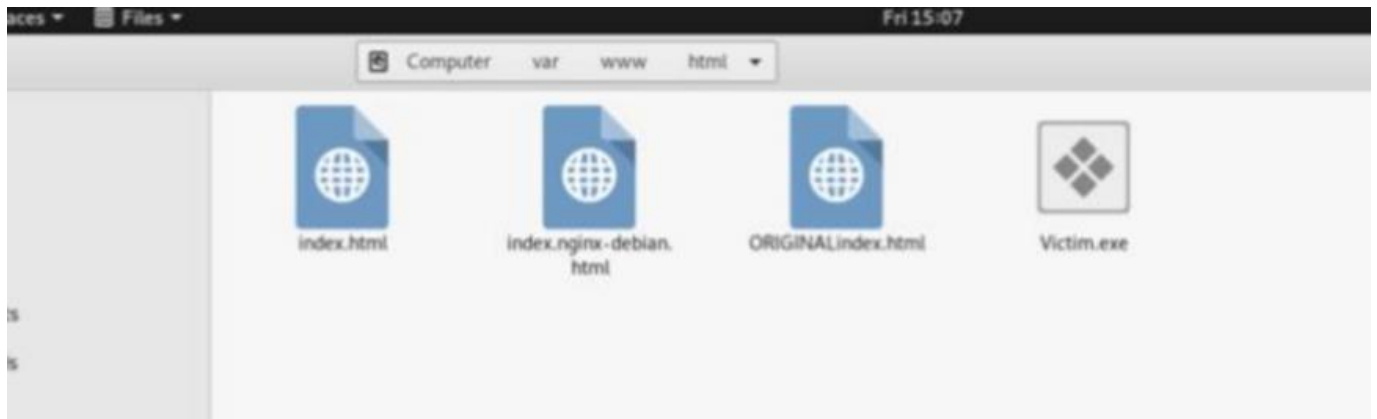 Files
Fri 15:07
Computer var www html
index.html
index.nginx-debian.
html
ORIGINALindex.html
Victim.exe